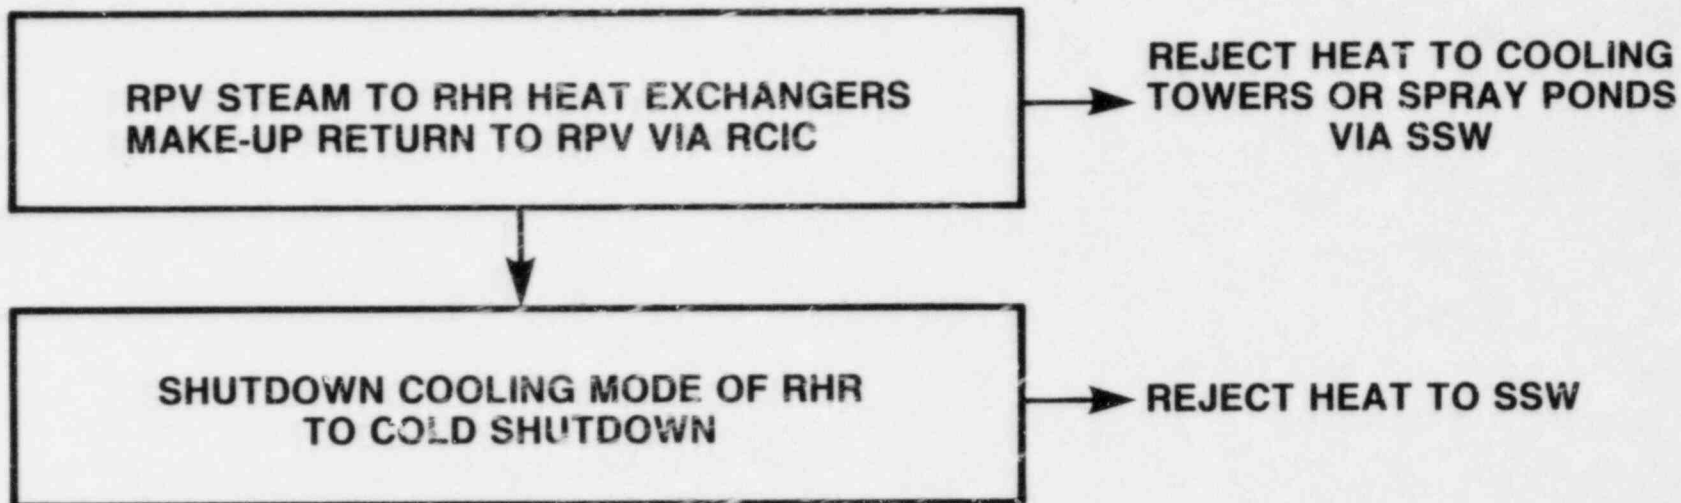 RPV STEAM TO RHR HEAT EXCHANGERS
MAKE-UP RETURN TO RPV VIA RCIC
REJECT HEAT TO COOLING
TOWERS OR SPRAY PONDS
VIA SSW
SHUTDOWN COOLING MODE OF RHR
TO COLD SHUTDOWN
REJECT HEAT TO SSW